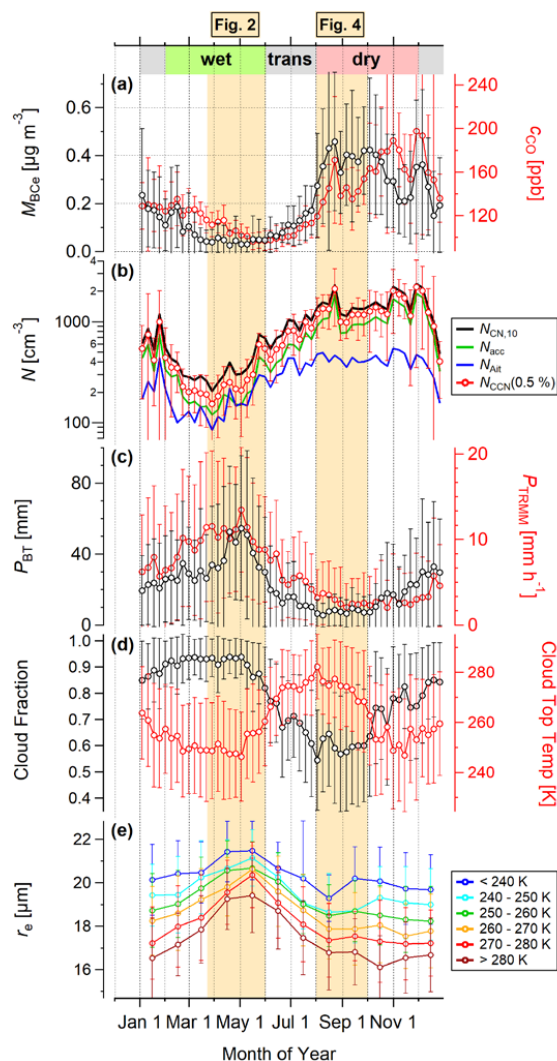 Fig. 2
Fig. 4
wet
trans
dry
(a)
M_BCe [µg m⁻³]
0.6
0.4
0.2
0.0
c_CO [ppb]
240
200
160
120
(b)
N [cm⁻³]
4
2
1000
4
2
100
N_CN,10
N_acc
N_Ait
N_CCN(0.5 %)
(c)
P_BT [mm]
80
40
0
P_TRMM [mm h⁻¹]
20
15
10
5
0
(d)
Cloud Fraction
1.0
0.9
0.8
0.7
0.6
0.5
0.4
Cloud Top Temp [K]
280
260
240
(e)
r_e [µm]
22
21
20
19
18
17
16
< 240 K
240 - 250 K
250 - 260 K
260 - 270 K
270 - 280 K
> 280 K
Jan 1
Mar 1
May 1
Jul 1
Sep 1
Nov 1
Month of Year